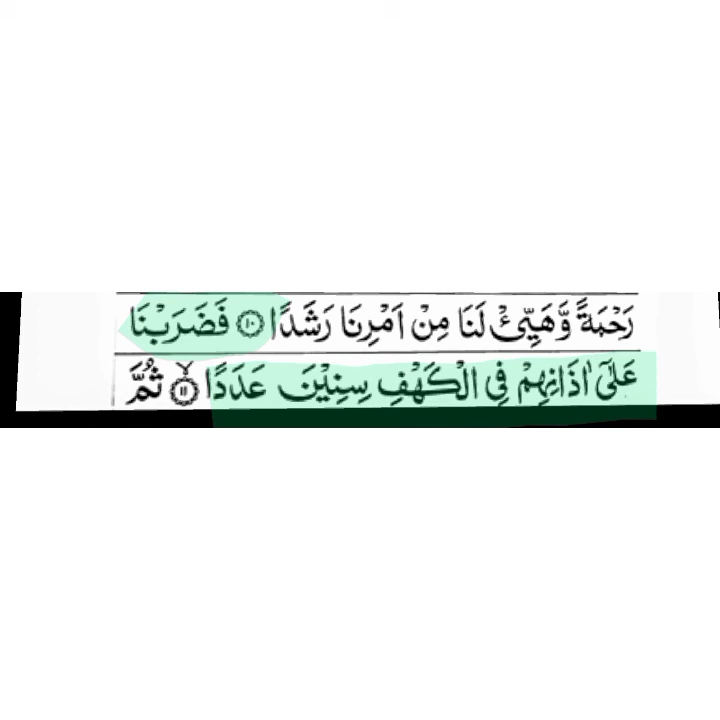 رَحْمَةً وَّهَيِّئْ لَنَا مِنْ اَمْرِنَا رَشَدًا ١٠ فَضَرَبْنَا
عَلٰٓى اٰذَانِهِمْ فِى الْكَهْفِ سِنِيْنَ عَدَدًا ١١ ثُمَّ